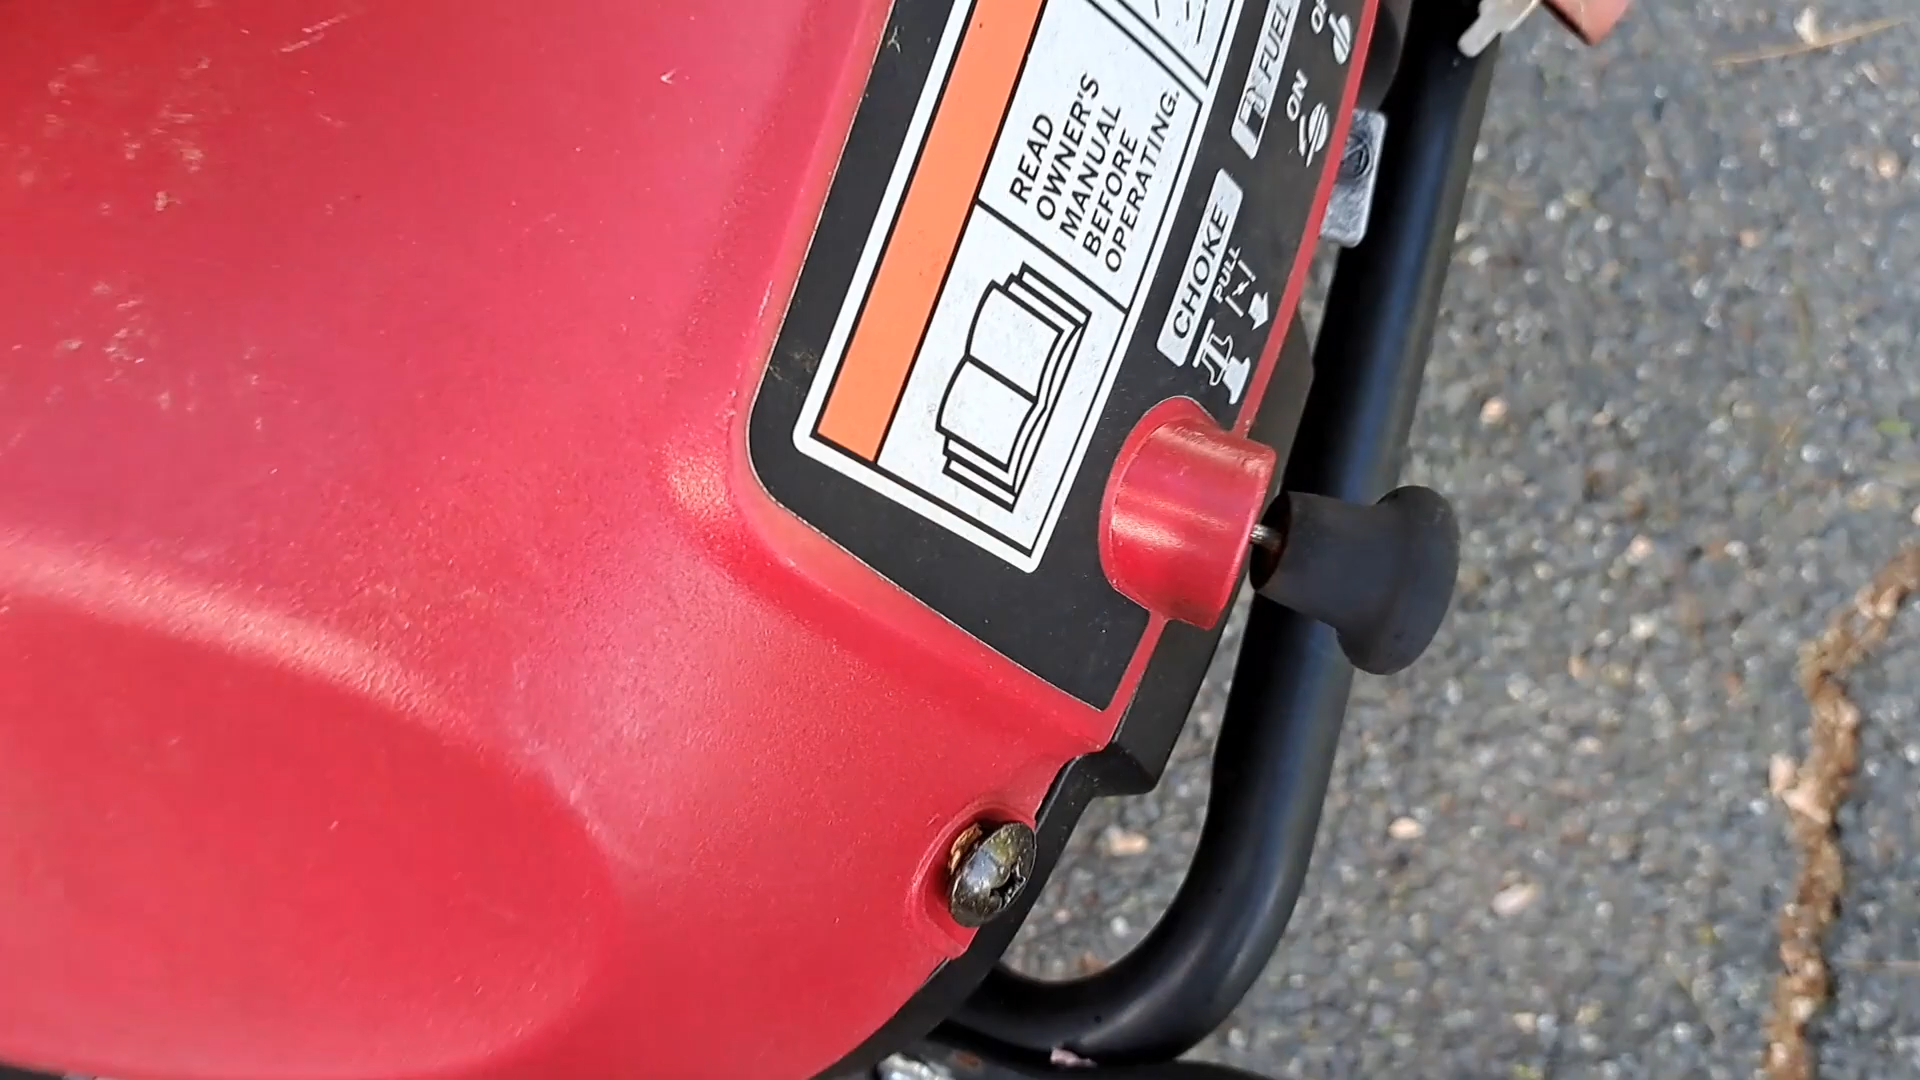 READ
OWNER'S
MANUAL
BEFORE
OPERATING.
CHOKE
PULL
FUEL
ON